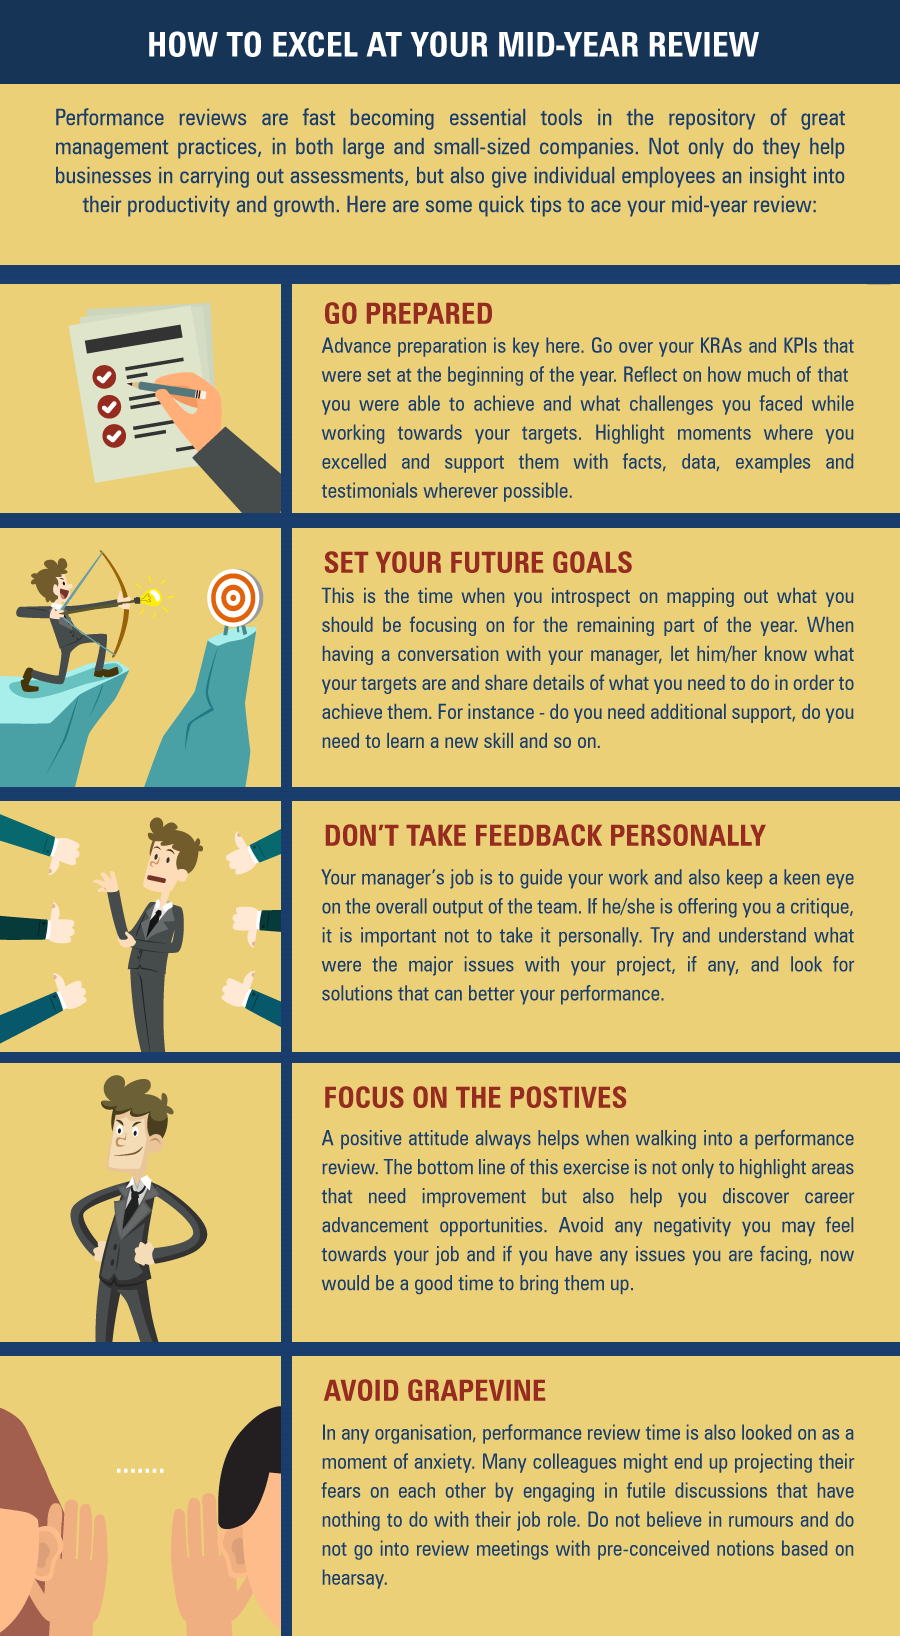 HOW TO EXCEL AT YOUR MID-YEAR REVIEW
Performance reviews are fast becoming essential tools in the repository of great
management practices, in both large and small-sized companies. Not only do they help
businesses in carrying out assessments, but also give individual employees an insight into
their productivity and growth. Here are some quick tips to ace your mid-year review:
GO PREPARED
Advance preparation is key here. Go over your KRAs and KPIs that
were set at the beginning of the year. Reflect on how much of that
you were able to achieve and what challenges you faced while
working towards your targets. Highlight moments where you
excelled and support them with facts, data, examples and
testimonials wherever possible.
SET YOUR FUTURE GOALS
This is the time when you introspect on mapping out what you
should be focusing on for the remaining part of the year. When
having a conversation with your manager, let him/her know what
your targets are and share details of what you need to do in order to
achieve them. For instance - do you need additional support, do you
need to learn a new skill and so on.
DON'T TAKE FEEDBACK PERSONALLY
Your manager's job is to guide your work and also keep a keen eye
on the overall output of the team. If he/she is offering you a critique,
it is important not to take it personally. Try and understand what
were the major issues with your project, if any, and look for
solutions that can better your performance.
FOCUS ON THE POSTIVES
A positive attitude always helps when walking into a performance
review. The bottom line of this exercise is not only to highlight areas
that need improvement but also help you discover career
advancement opportunities. Avoid any negativity you may feel
towards your job and if you have any issues you are facing, now
would be a good time to bring them up.
AVOID GRAPEVINE
In any organisation, performance review time is also looked on as a
moment of anxiety. Many colleagues might end up projecting their
fears on each other by engaging in futile discussions that have
nothing to do with their job role. Do not believe in rumours and do
not go into review meetings with pre-conceived notions based on
hearsay.